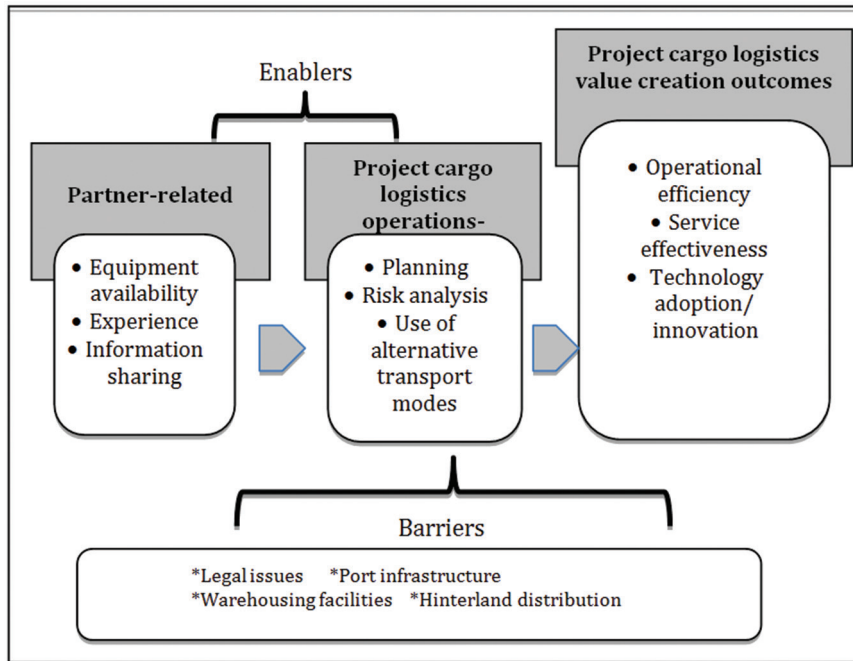 Enablers
Partner-related
• Equipment
availability
• Experience
• Information
sharing
Project cargo
logistics
operations-
• Planning
• Risk analysis
• Use of
alternative
transport
modes
Project cargo logistics
value creation outcomes
• Operational
efficiency
• Service
effectiveness
• Technology
adoption/
innovation
Barriers
*Legal issues *Port infrastructure
*Warehousing facilities *Hinterland distribution